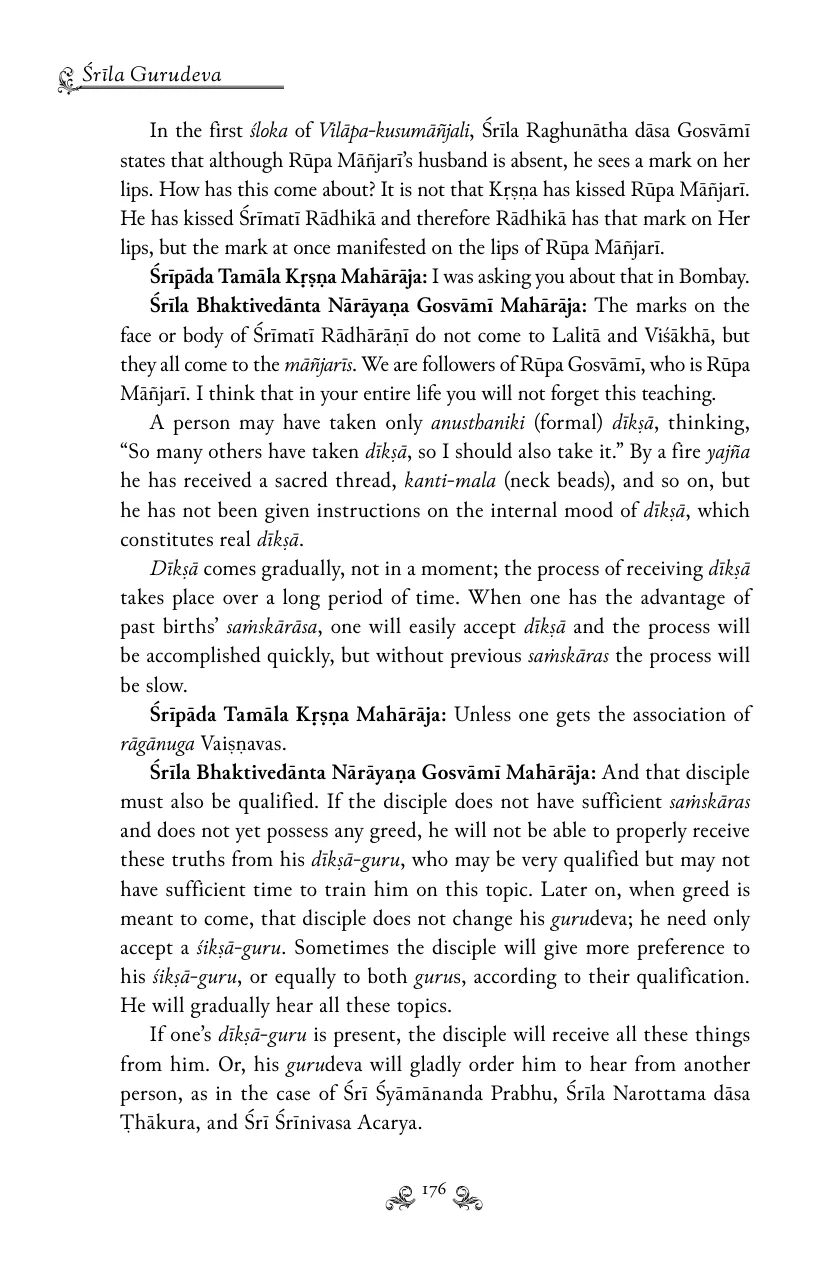 Śrīla Gurudeva
In the first śloka of Vilāpa-kusumāñjali, Śrīla Raghunātha dāsa Gosvāmī
states that although Rūpa Māñjarī’s husband is absent, he sees a mark on her
lips. How has this come about? It is not that Kṛṣṇa has kissed Rūpa Māñjarī.
He has kissed Śrīmatī Rādhikā and therefore Rādhikā has that mark on Her
lips, but the mark at once manifested on the lips of Rūpa Māñjarī.
Śrīpāda Tamāla Kṛṣṇa Mahārāja: I was asking you about that in Bombay.
Śrīla Bhaktivedānta Nārāyaṇa Gosvāmī Mahārāja: The marks on the
face or body of Śrīmatī Rādhārāṇī do not come to Lalitā and Viśākhā, but
they all come to the māñjarīs. We are followers of Rūpa Gosvāmī, who is Rūpa
Māñjarī. I think that in your entire life you will not forget this teaching.
A person may have taken only anusthaniki (formal) dīkṣā, thinking,
“So many others have taken dīkṣā, so I should also take it.” By a fire yajña
he has received a sacred thread, kanti-mala (neck beads), and so on, but
he has not been given instructions on the internal mood of dīkṣā, which
constitutes real dīkṣā.
Dīkṣā comes gradually, not in a moment; the process of receiving dīkṣā
takes place over a long period of time. When one has the advantage of
past births’ saṁskārāsa, one will easily accept dīkṣā and the process will
be accomplished quickly, but without previous saṁskāras the process will
be slow.
Śrīpāda Tamāla Kṛṣṇa Mahārāja: Unless one gets the association of
rāgānuga Vaiṣṇavas.
Śrīla Bhaktivedānta Nārāyaṇa Gosvāmī Mahārāja: And that disciple
must also be qualified. If the disciple does not have sufficient saṁskāras
and does not yet possess any greed, he will not be able to properly receive
these truths from his dīkṣā-guru, who may be very qualified but may not
have sufficient time to train him on this topic. Later on, when greed is
meant to come, that disciple does not change his gurudeva; he need only
accept a śikṣā-guru. Sometimes the disciple will give more preference to
his śikṣā-guru, or equally to both gurus, according to their qualification.
He will gradually hear all these topics.
If one’s dīkṣā-guru is present, the disciple will receive all these things
from him. Or, his gurudeva will gladly order him to hear from another
person, as in the case of Śrī Śyāmānanda Prabhu, Śrīla Narottama dāsa
Ṭhākura, and Śrī Śrīnivasa Acarya.
176